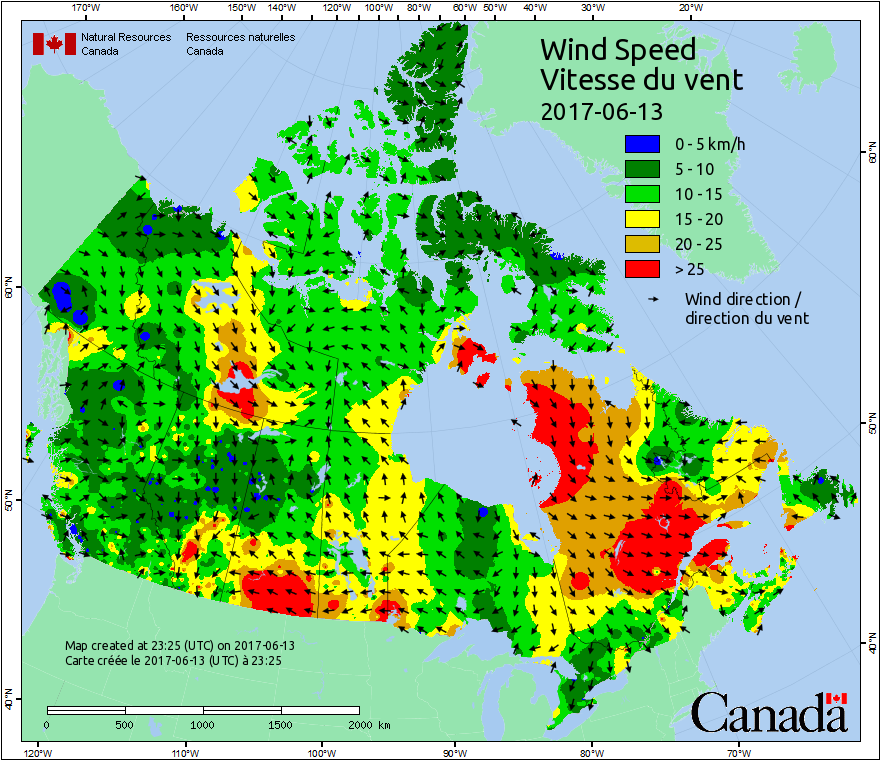 170°W 160°W 150°W 140°W 130°W 120°W 110°W 100°W 90°W 80°W 70°W 60°W 50°W 40°W 30°W 20°W
Natural Resources Ressources naturelles
Canada Canada
Wind Speed
Vitesse du vent
2017-06-13
0 - 5 km/h
5 - 10
10 - 15
15 - 20
20 - 25
> 25
Wind direction /
direction du vent
60°N
60°N
50°N
50°N
40°N
40°N
Map created at 23:25 (UTC) on 2017-06-13
Carte créée le 2017-06-13 (UTC) à 23:25
0 500 1000 1500 2000 km
Canada
120°W 110°W 100°W 90°W 80°W 70°W